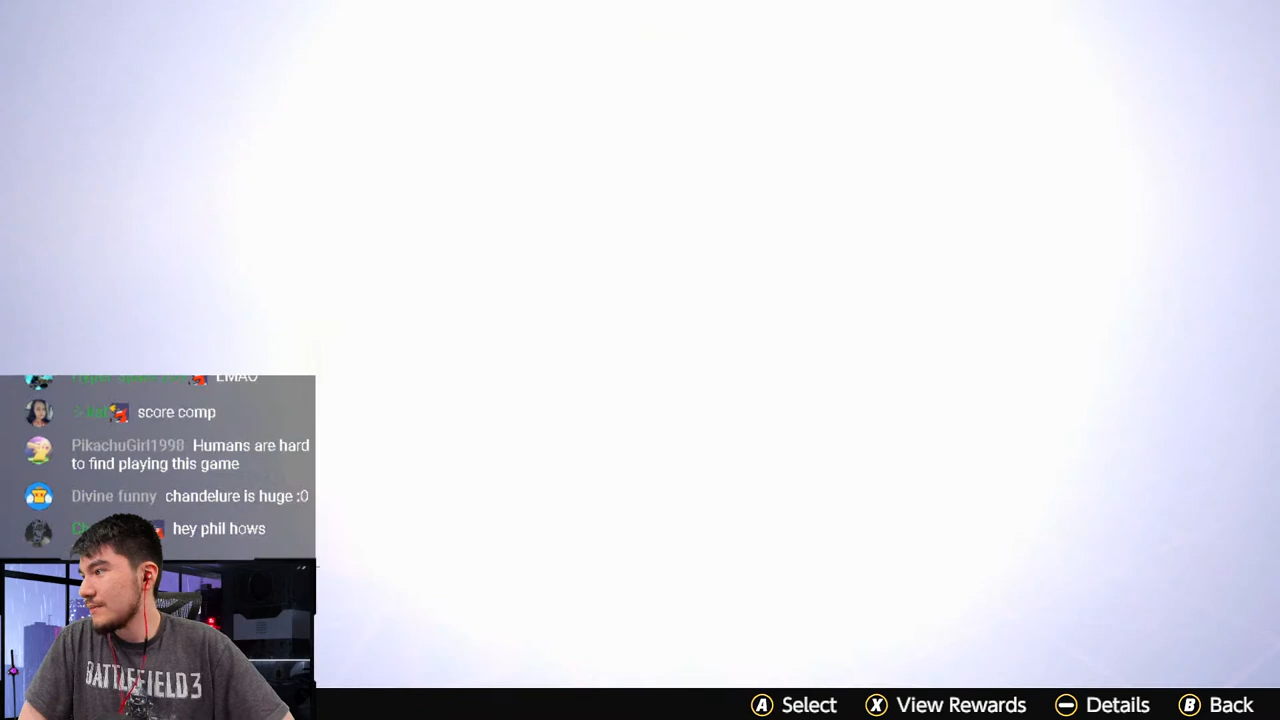 LMAO
score comp
PikachuGirl1998 Humans are hard
to find playing this game
Divine funny chandelure is huge :0
hey phil hows
BATTLEFIELD 3
A Select X View Rewards Details B Back